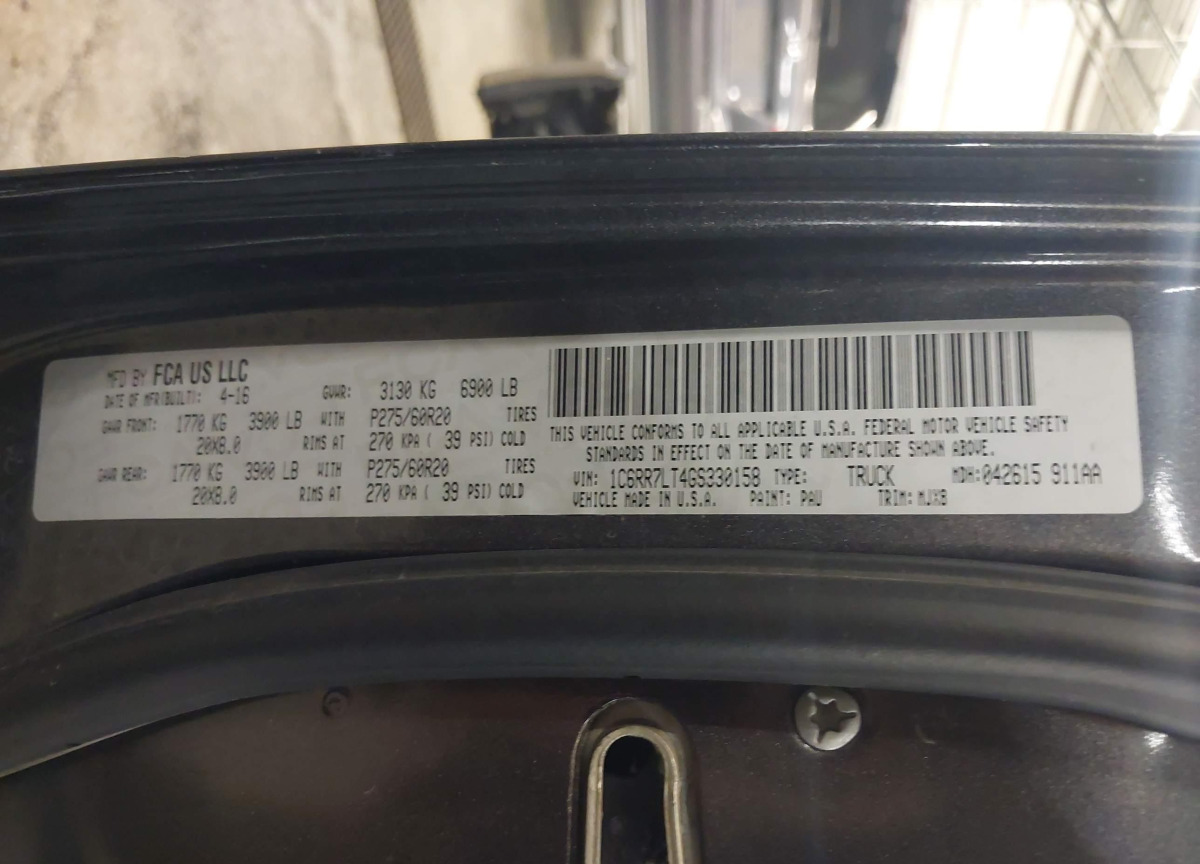 MFD BY FCA US LLC
DATE OF MFR(BUILT): 4-16 GVWR: 3130 KG 6900 LB
GAWR FRONT: 1770 KG 3900 LB WITH P275/60R20 TIRES
20X8.0 RIMS AT 270 KPA ( 39 PSI) COLD
GAWR REAR: 1770 KG 3900 LB WITH P275/60R20 TIRES
20X8.0 RIMS AT 270 KPA ( 39 PSI) COLD
THIS VEHICLE CONFORMS TO ALL APPLICABLE U.S.A. FEDERAL MOTOR VEHICLE SAFETY
STANDARDS IN EFFECT ON THE DATE OF MANUFACTURE SHOWN ABOVE.
VIN: 1C6RR7LT4GS330158 TYPE: TRUCK MDH:042615 911AA
VEHICLE MADE IN U.S.A. PAINT: PAU TRIM: MJXB